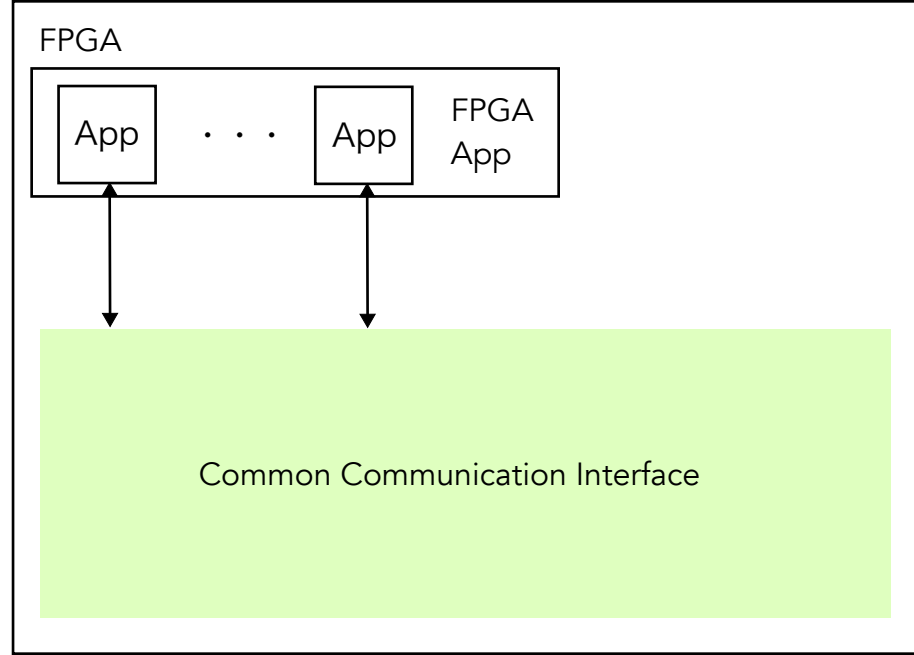 FPGA
App
. . .
App
FPGA
App
Common Communication Interface